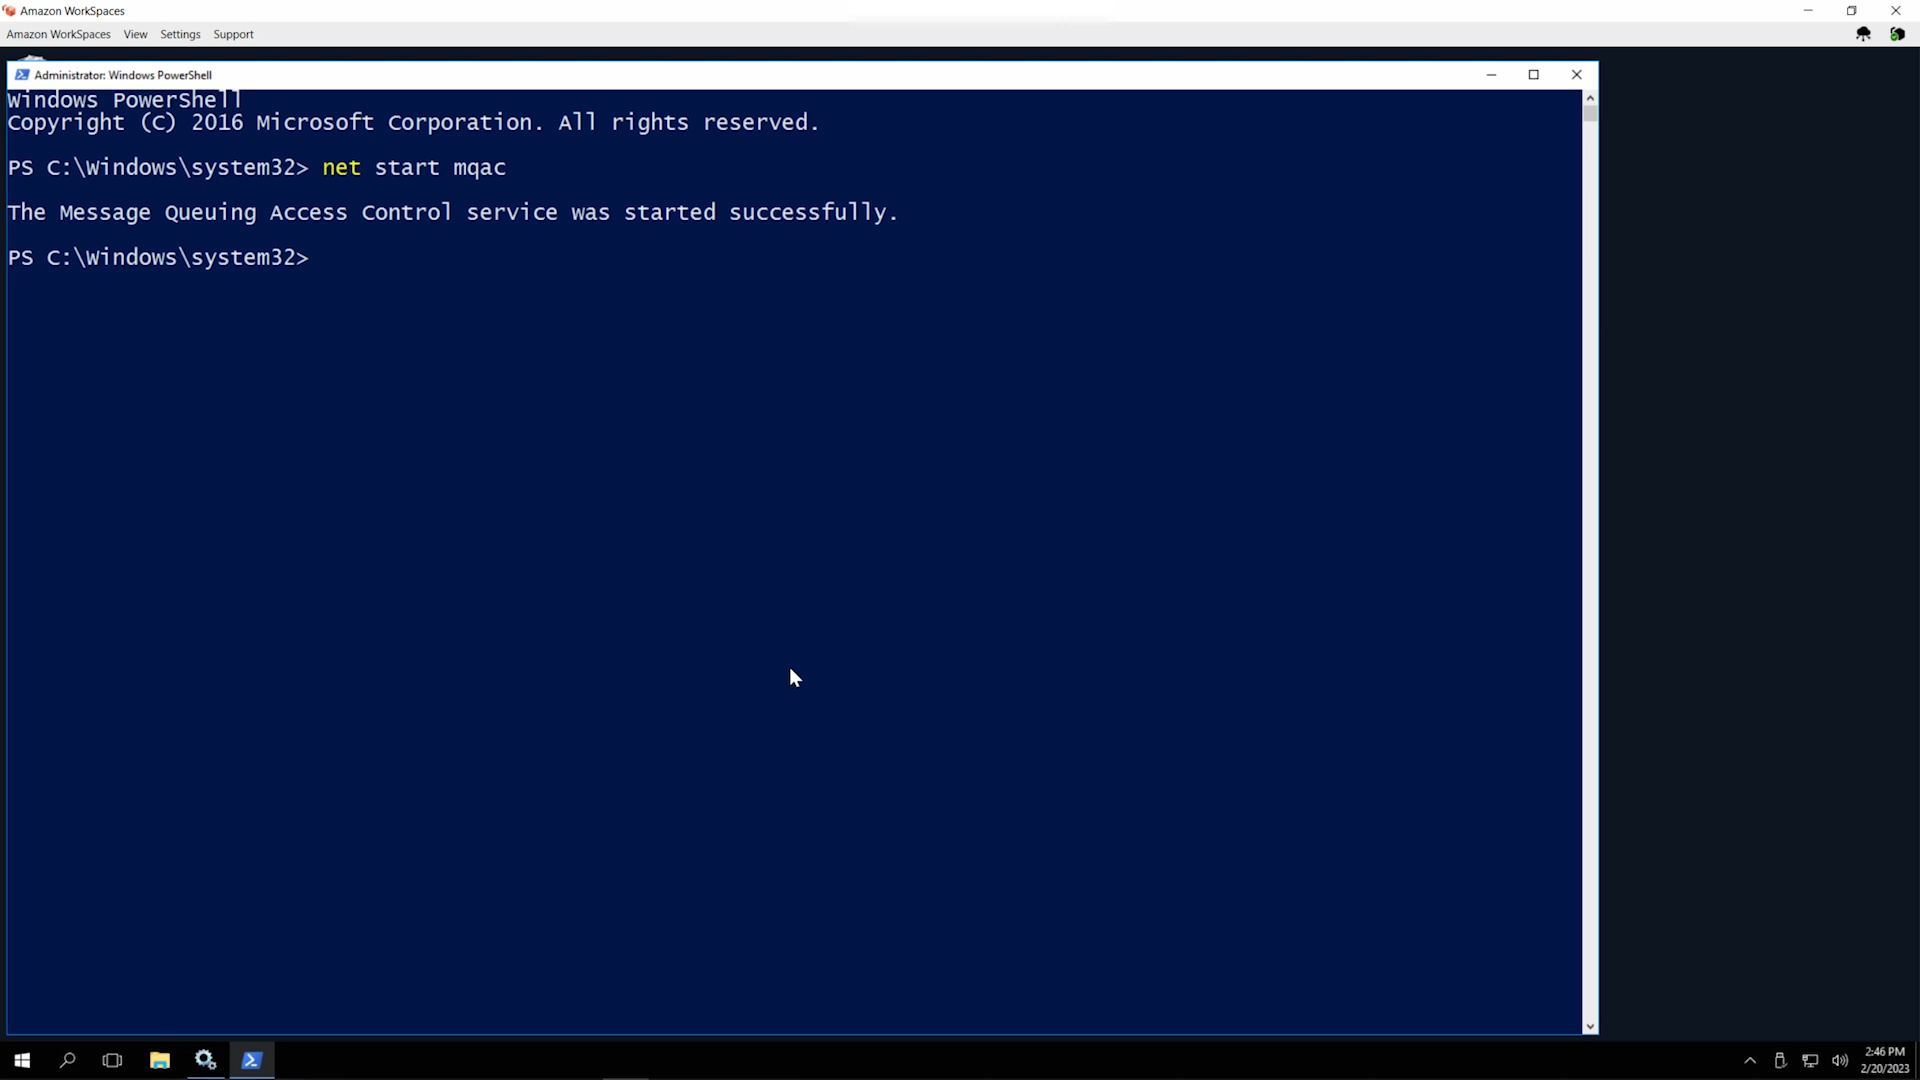 Amazon WorkSpaces
Amazon WorkSpaces View Settings Support
Administrator: Windows PowerShell
Windows PowerShell
Copyright (C) 2016 Microsoft Corporation. All rights reserved.
PS C:\Windows\system32> net start mqac
The Message Queuing Access Control service was started successfully.
PS C:\Windows\system32>
2:46 PM
2/20/2023